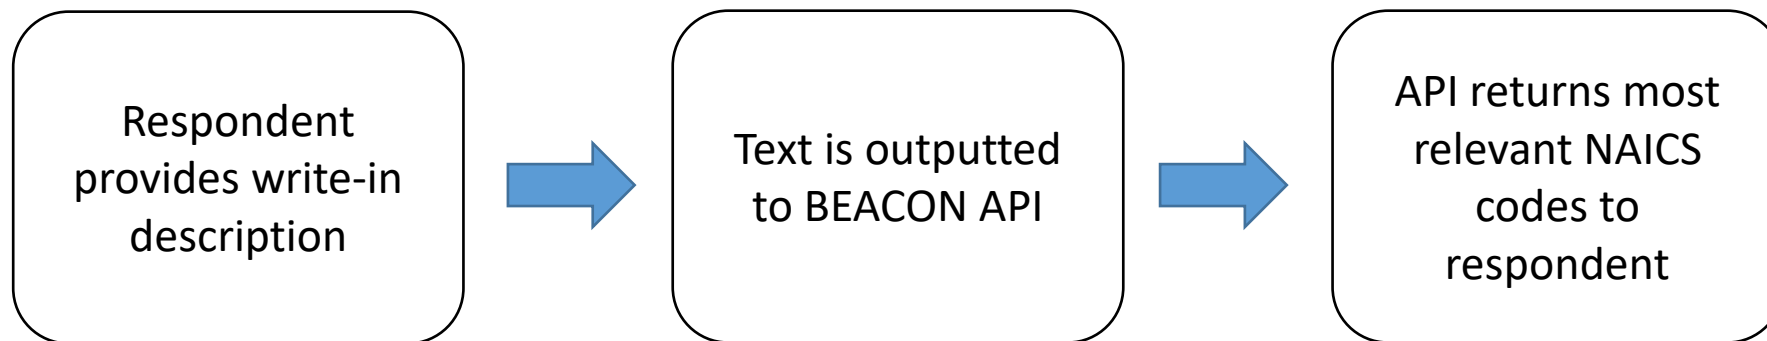 Respondent
provides write-in
description
Text is outputted
to BEACON API
API returns most
relevant NAICS
codes to
respondent